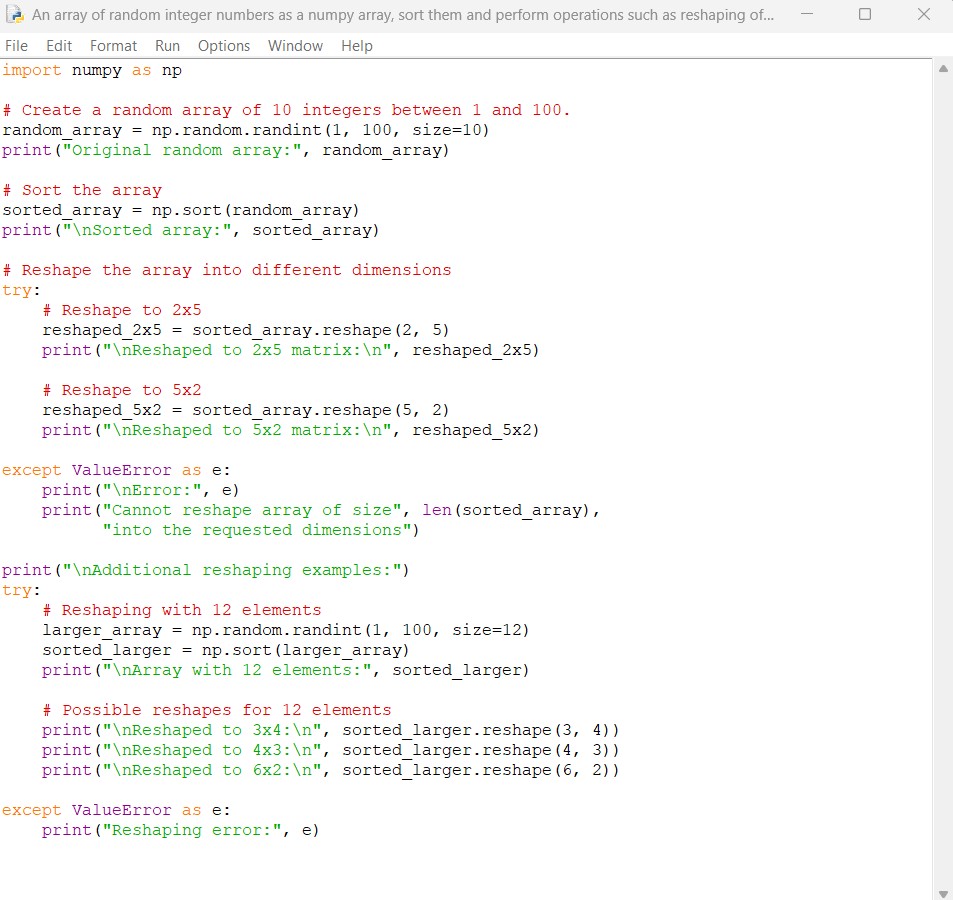 An array of random integer numbers as a numpy array, sort them and perform operations such as reshaping of...
File Edit Format Run Options Window Help
import numpy as np

# Create a random array of 10 integers between 1 and 100.
random_array = np.random.randint(1, 100, size=10)
print("Original random array:", random_array)

# Sort the array
sorted_array = np.sort(random_array)
print("\nSorted array:", sorted_array)

# Reshape the array into different dimensions
try:
    # Reshape to 2x5
    reshaped_2x5 = sorted_array.reshape(2, 5)
    print("\nReshaped to 2x5 matrix:\n", reshaped_2x5)

    # Reshape to 5x2
    reshaped_5x2 = sorted_array.reshape(5, 2)
    print("\nReshaped to 5x2 matrix:\n", reshaped_5x2)

except ValueError as e:
    print("\nError:", e)
    print("Cannot reshape array of size", len(sorted_array),
          "into the requested dimensions")

print("\nAdditional reshaping examples:")
try:
    # Reshaping with 12 elements
    larger_array = np.random.randint(1, 100, size=12)
    sorted_larger = np.sort(larger_array)
    print("\nArray with 12 elements:", sorted_larger)

    # Possible reshapes for 12 elements
    print("\nReshaped to 3x4:\n", sorted_larger.reshape(3, 4))
    print("\nReshaped to 4x3:\n", sorted_larger.reshape(4, 3))
    print("\nReshaped to 6x2:\n", sorted_larger.reshape(6, 2))

except ValueError as e:
    print("Reshaping error:", e)